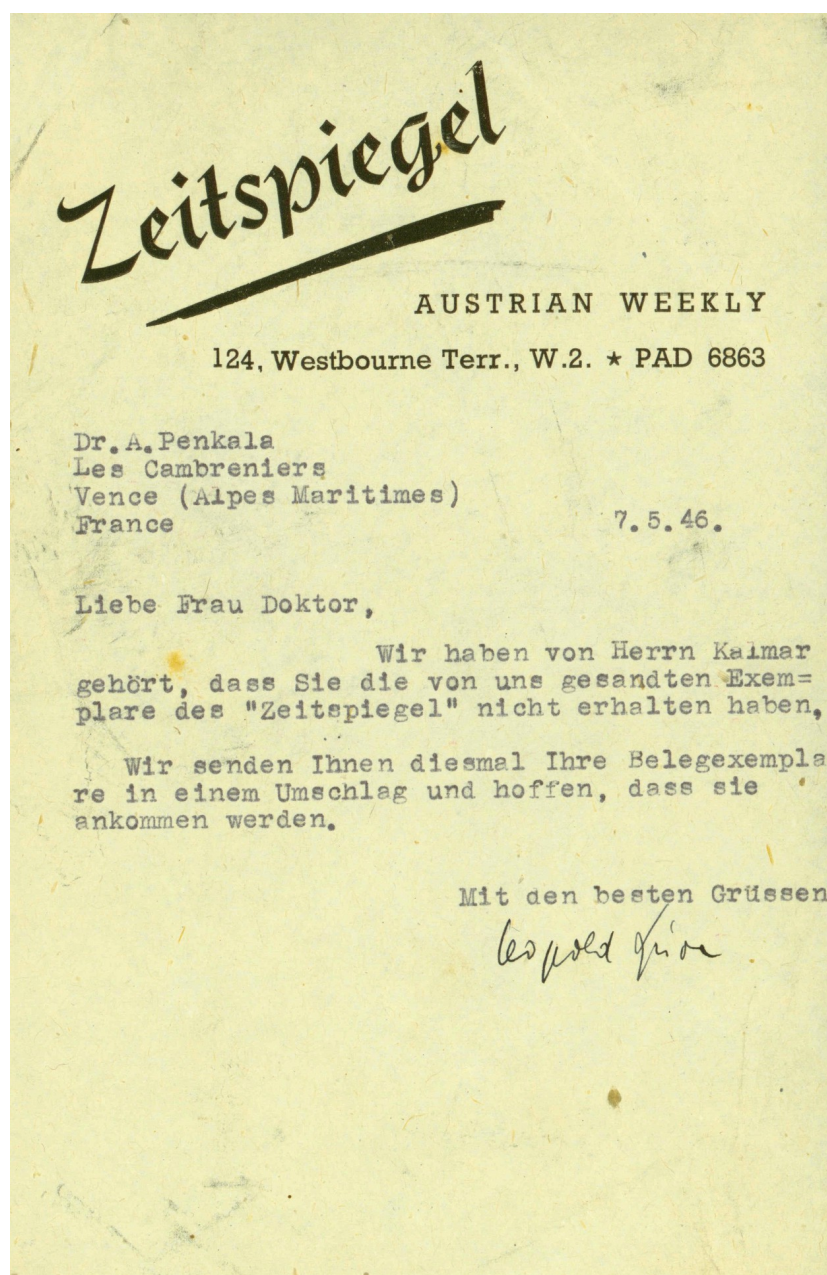 Zeitspiegel
AUSTRIAN WEEKLY
124, Westbourne Terr., W.2. ★ PAD 6863
Dr.A.Penkala
Les Cambreniers
Vence (Alpes Maritimes)
France 7.5.46.
Liebe Frau Doktor,
Wir haben von Herrn Kalmar
gehört, dass Sie die von uns gesandten Exem=
plare des "Zeitspiegel" nicht erhalten haben,
Wir senden Ihnen diesmal Ihre Belegexempla
re in einem Umschlag und hoffen, dass sie
ankommen werden.
Mit den besten Grüssen
Leopold